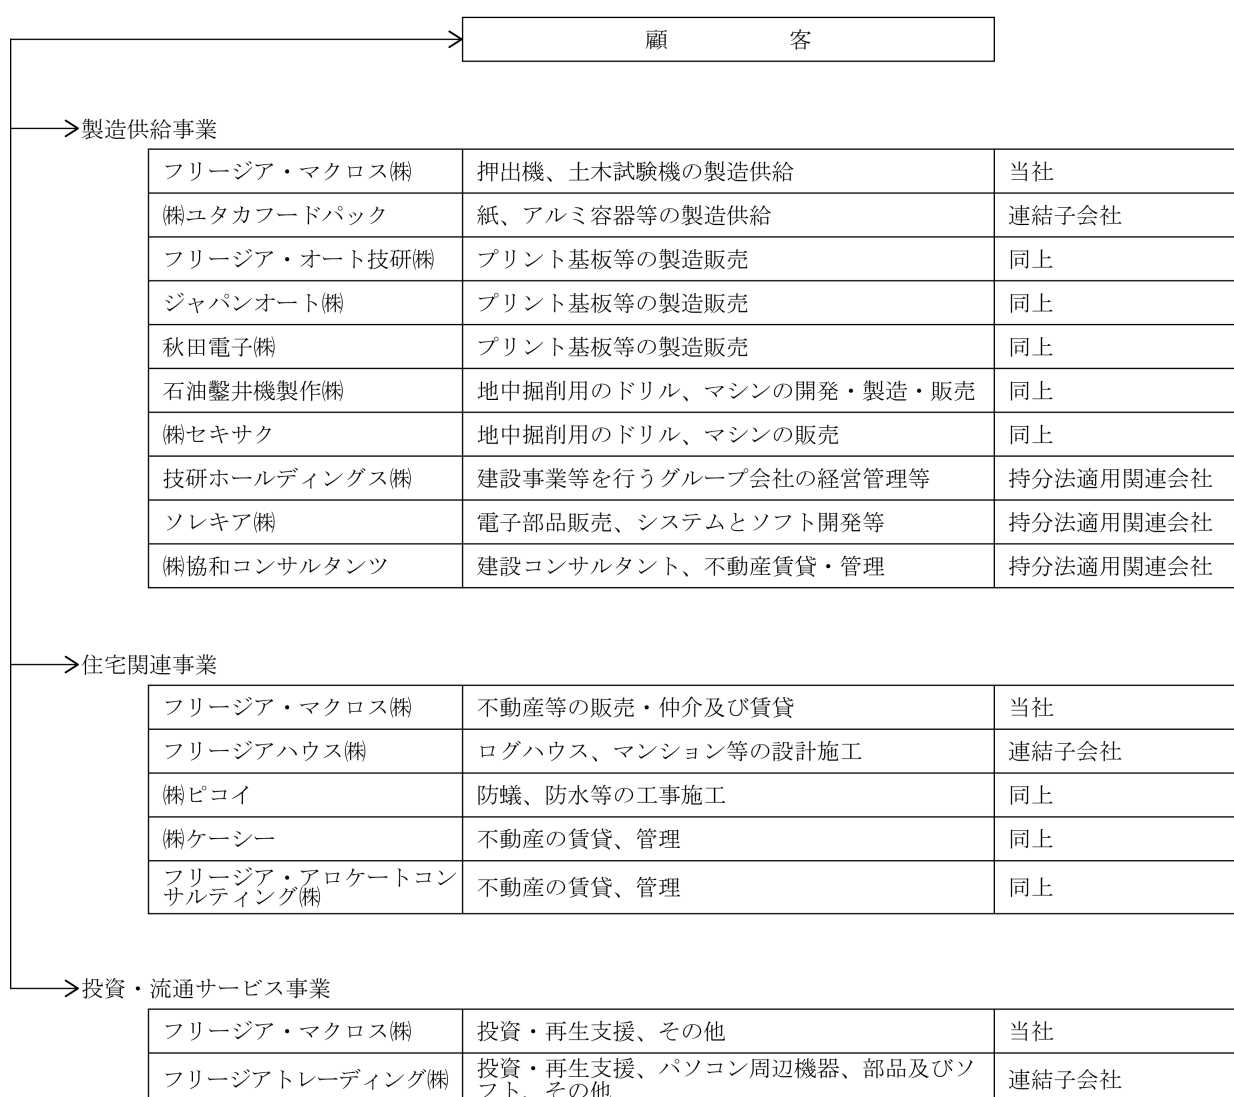 顧 客
製造供給事業
フリージア・マクロス㈱ 押出機、土木試験機の製造供給 当社
㈱ユタカフードパック 紙、アルミ容器等の製造供給 連結子会社
フリージア・オート技研㈱ プリント基板等の製造販売 同上
ジャパンオート㈱ プリント基板等の製造販売 同上
秋田電子㈱ プリント基板等の製造販売 同上
石油鑿井機製作㈱ 地中掘削用のドリル、マシンの開発・製造・販売 同上
㈱セキサク 地中掘削用のドリル、マシンの販売 同上
技研ホールディングス㈱ 建設事業等を行うグループ会社の経営管理等 持分法適用関連会社
ソレキア㈱ 電子部品販売、システムとソフト開発等 持分法適用関連会社
㈱協和コンサルタンツ 建設コンサルタント、不動産賃貸・管理 持分法適用関連会社
住宅関連事業
フリージア・マクロス㈱ 不動産等の販売・仲介及び賃貸 当社
フリージアハウス㈱ ログハウス、マンション等の設計施工 連結子会社
㈱ピコイ 防蟻、防水等の工事施工 同上
㈱ケーシー 不動産の賃貸、管理 同上
フリージア・アロケートコン
サルティング㈱ 不動産の賃貸、管理 同上
投資・流通サービス事業
フリージア・マクロス㈱ 投資・再生支援、その他 当社
フリージアトレーディング㈱ 投資・再生支援、パソコン周辺機器、部品及びソ
フト、その他 連結子会社